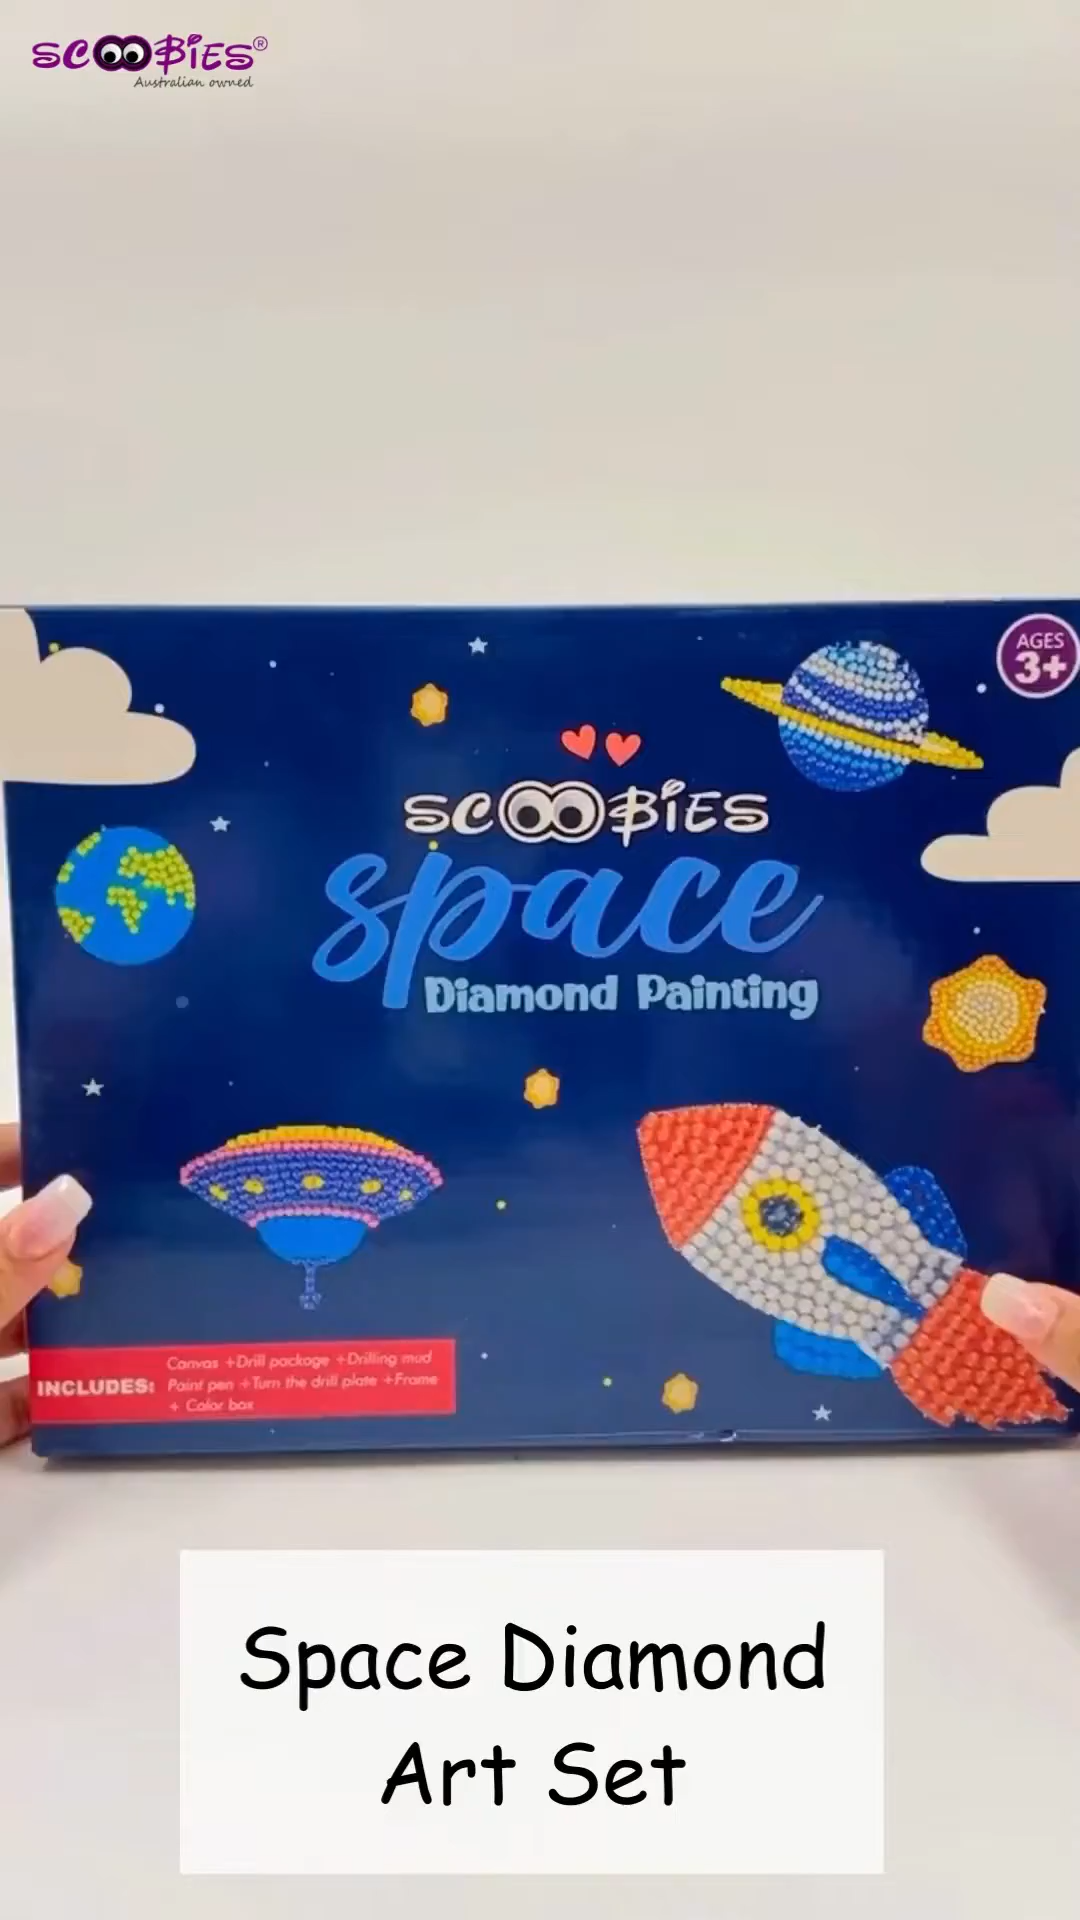 SCOOBIES®
Australian owned
AGES
3+
SCOOBIES
space
Diamond Painting
INCLUDES:
Canvas +Drill package +Drilling mud
Paint pen +Turn the drill plate +Frame
+ Color box
Space Diamond
Art Set